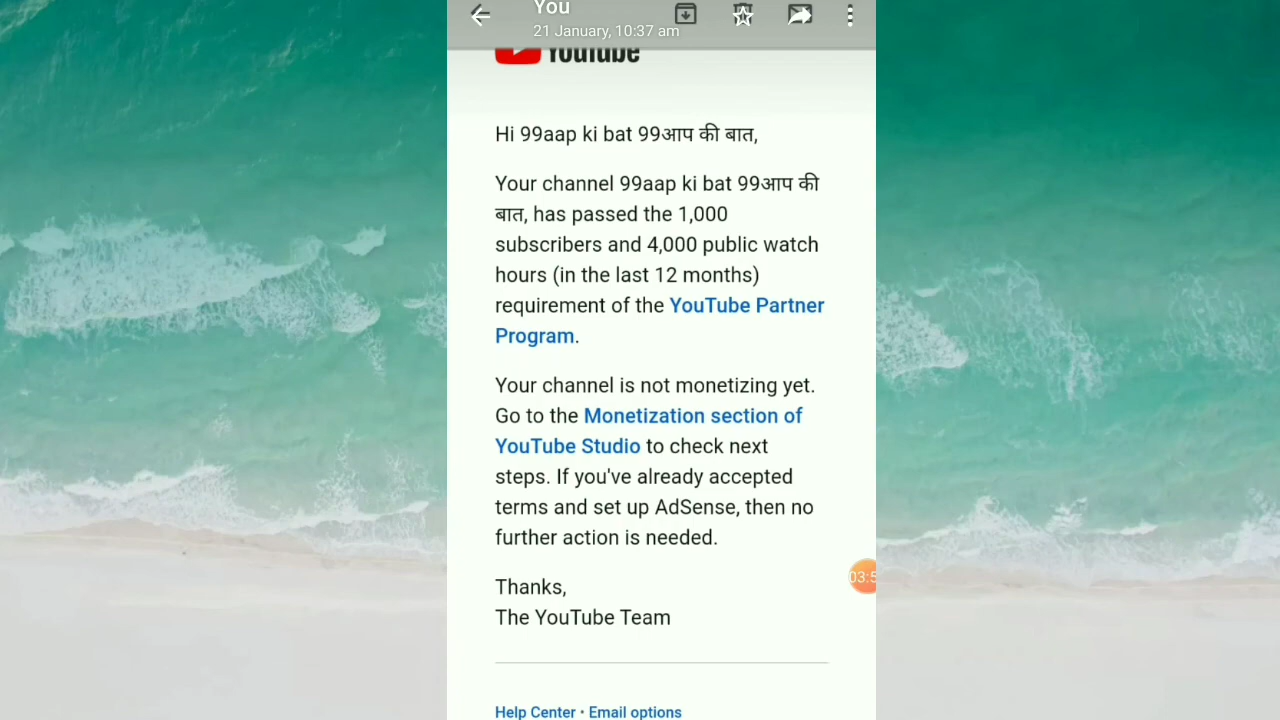 You
21 January, 10:37 am
YouTube
Hi 99aap ki bat 99आप की बात,
Your channel 99aap ki bat 99आप की
बात, has passed the 1,000
subscribers and 4,000 public watch
hours (in the last 12 months)
requirement of the YouTube Partner
Program.
Your channel is not monetizing yet.
Go to the Monetization section of
YouTube Studio to check next
steps. If you've already accepted
terms and set up AdSense, then no
further action is needed.
03:5
Thanks,
The YouTube Team
Help Center • Email options